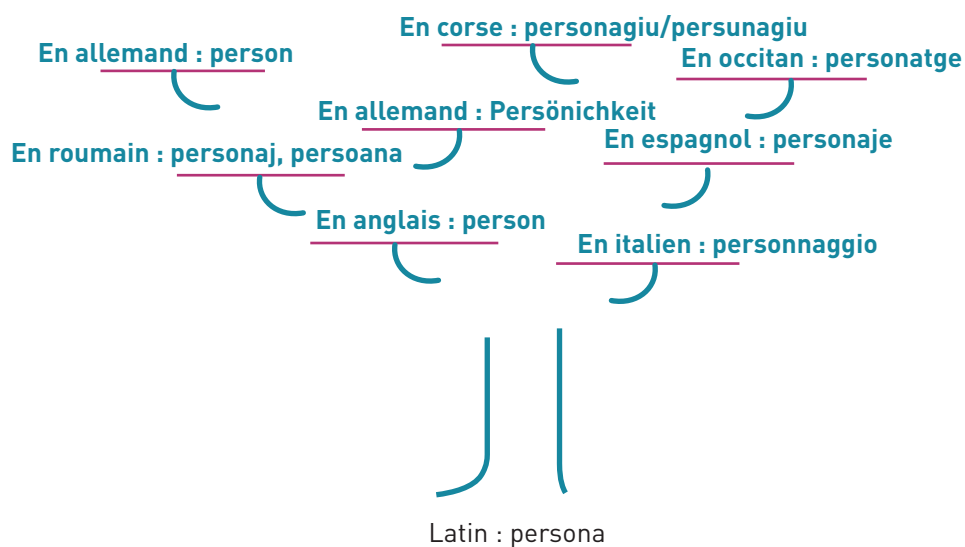 En corse : personagiu/persunagiu
En allemand : person
En occitan : personatge
En allemand : Persönichkeit
En espagnol : personaje
En roumain : personaj, persoana
En anglais : person
En italien : personnaggio
Latin : persona